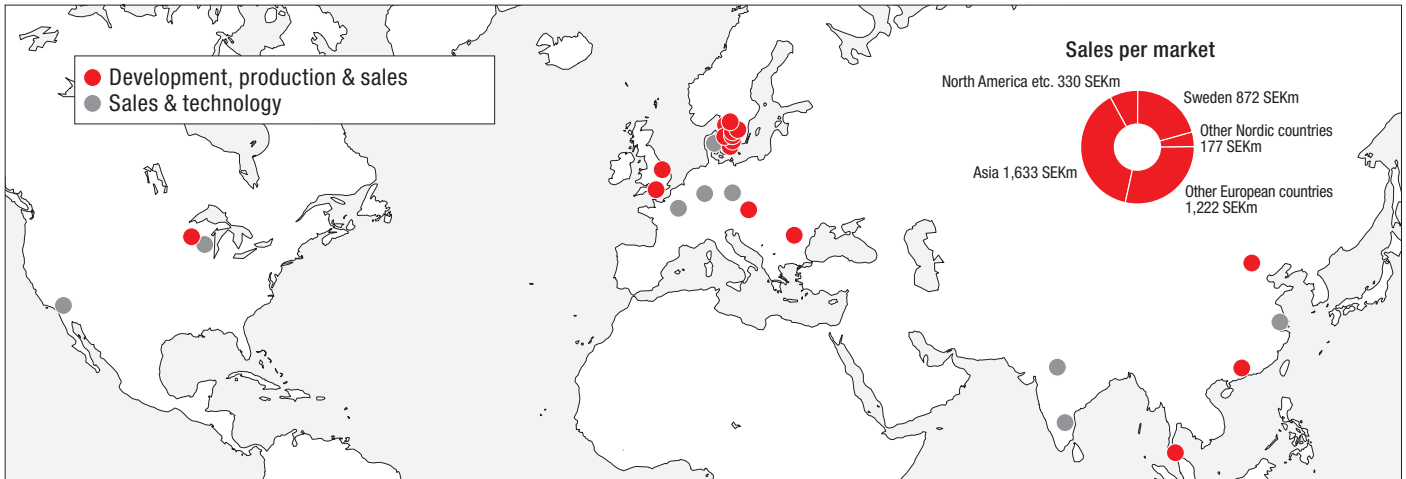 Development, production & sales
Sales & technology
Sales per market
North America etc. 330 SEKm
Sweden 872 SEKm
Other Nordic countries
177 SEKm
Asia 1,633 SEKm
Other European countries
1,222 SEKm